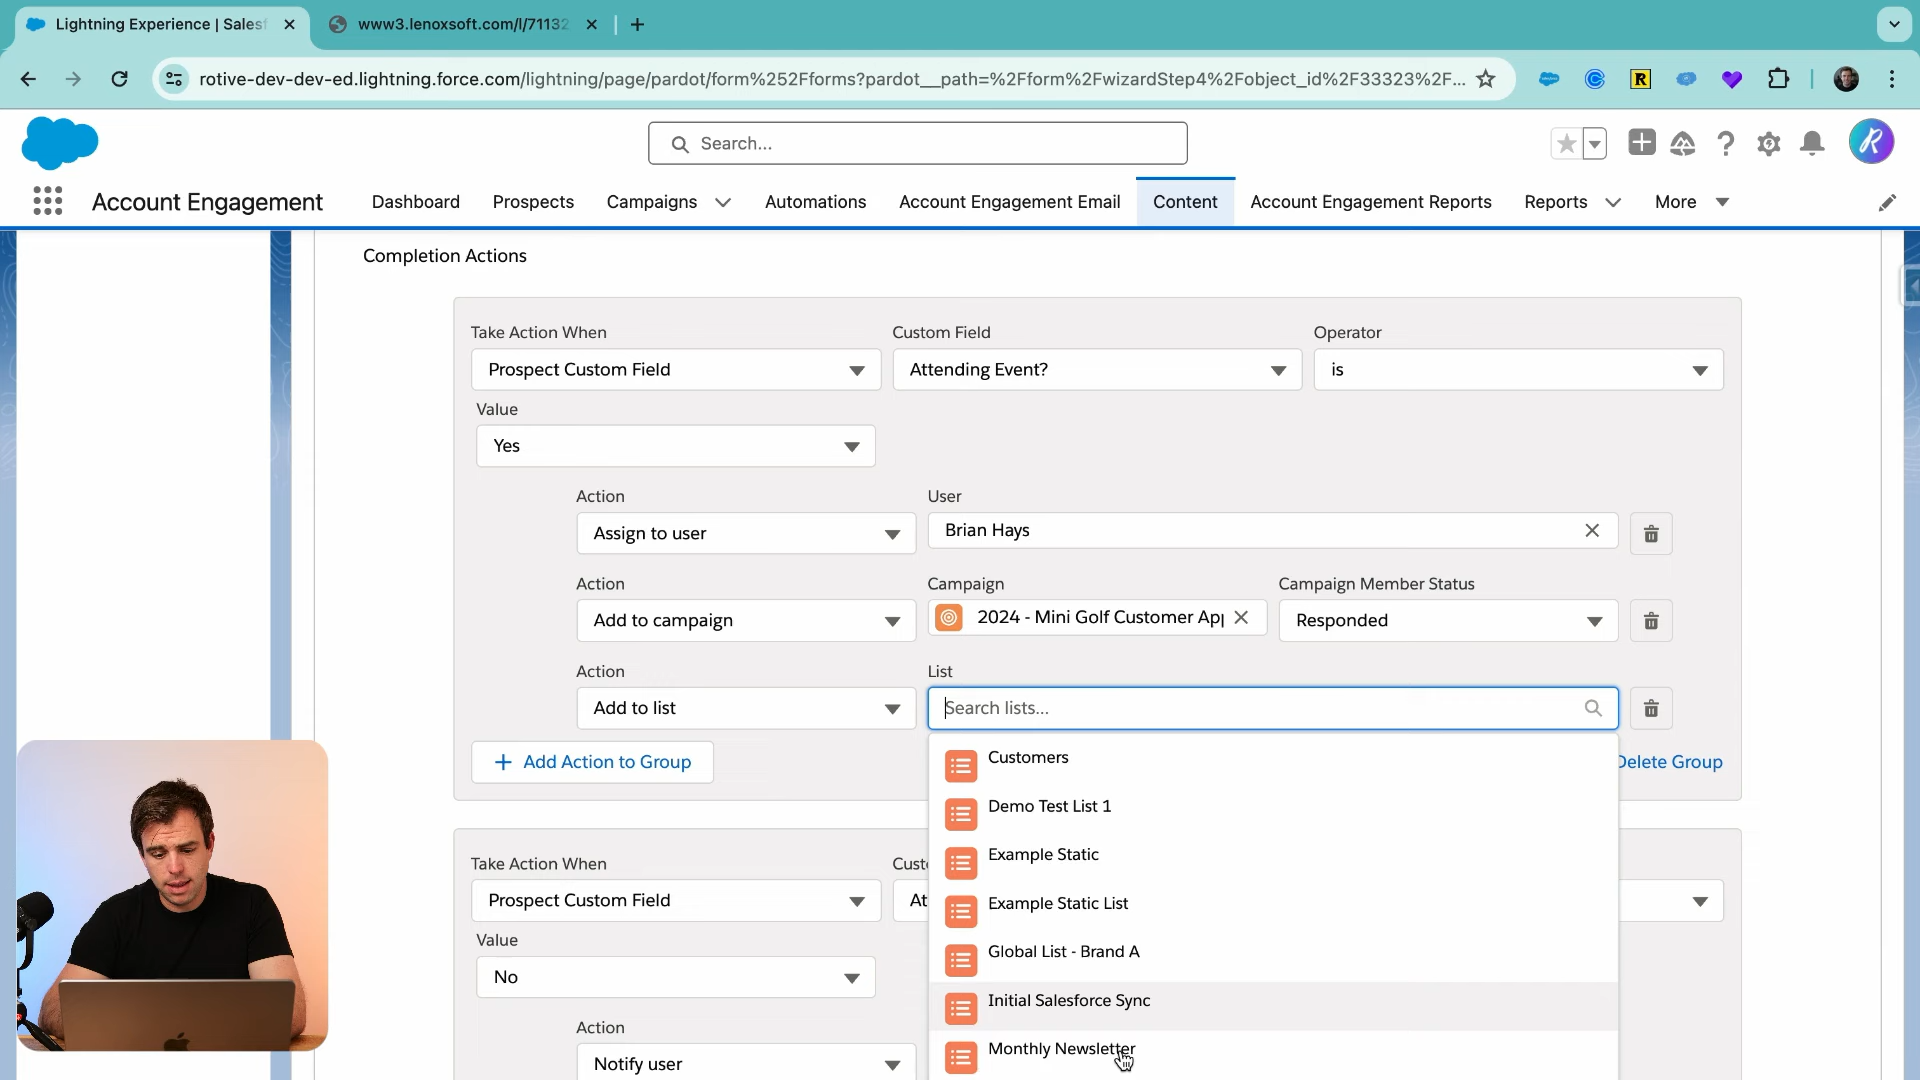 Lightning Experience | Salesf
www3.lenoxsoft.com/l/71132
rotive-dev-dev-ed.lightning.force.com/lightning/page/pardot/form%252Fforms?pardot__path=%2Fform%2FwizardStep4%2Fobject_id%2F33323%2F...
Search...
Account Engagement
Dashboard
Prospects
Campaigns
Automations
Account Engagement Email
Content
Account Engagement Reports
Reports
More
Completion Actions
Take Action When
Custom Field
Operator
Prospect Custom Field
Attending Event?
is
Value
Yes
Action
User
Assign to user
Brian Hays
Action
Campaign
Campaign Member Status
Add to campaign
2024 - Mini Golf Customer App
Responded
Action
List
Add to list
Search lists...
+ Add Action to Group
Delete Group
Customers
Demo Test List 1
Example Static
Example Static List
Global List - Brand A
Initial Salesforce Sync
Monthly Newsletter
Take Action When
Cust
Prospect Custom Field
At
Value
No
Action
Notify user